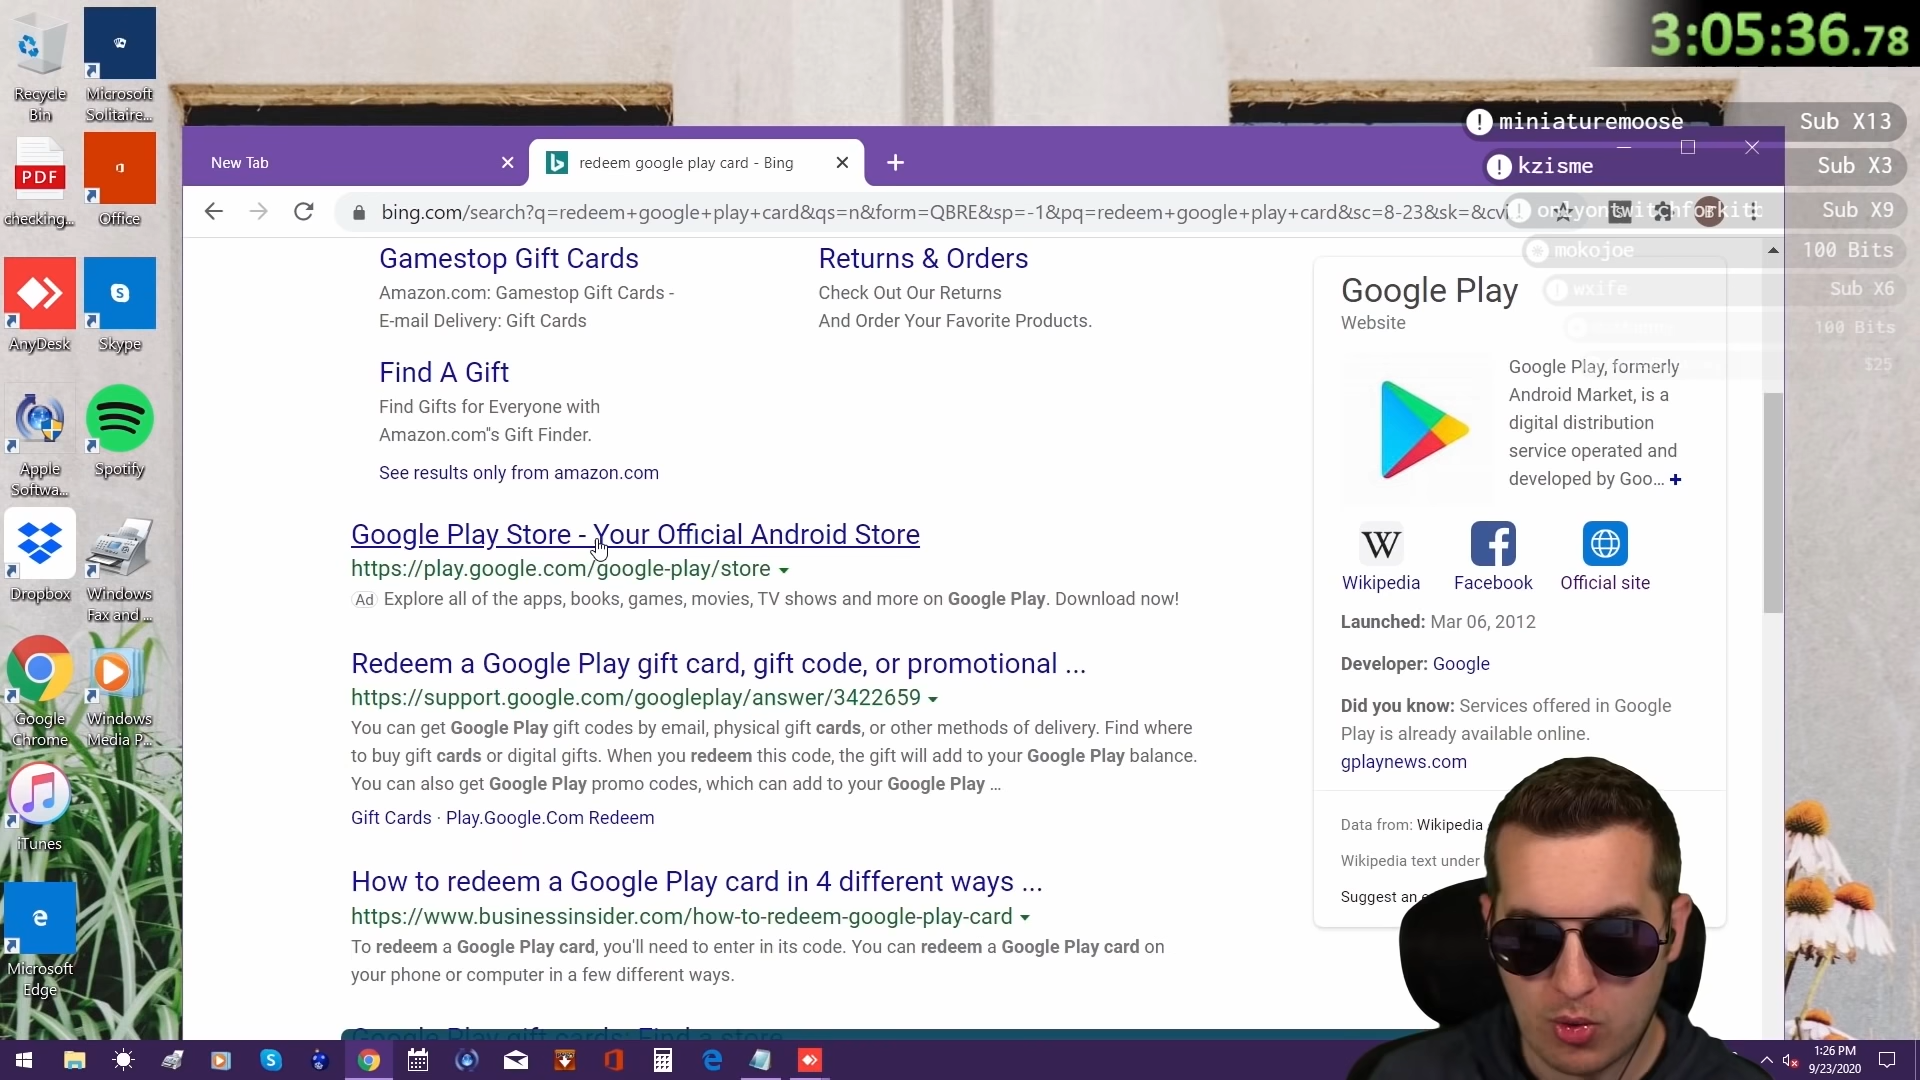 3:05:36.78
Recycle Bin
Microsoft Solitaire...
PDF
checking...
Office
AnyDesk
Skype
Apple Softwa...
Spotify
Dropbox
Windows Fax and ...
Google Chrome
Windows Media P...
iTunes
Microsoft Edge
miniaturemoose Sub X13
kzisme Sub X3
onlyontwitchforkitb Sub X9
mokojoe 100 Bits
wxife Sub X6
100 Bits
$25
New Tab
redeem google play card - Bing
bing.com/search?q=redeem+google+play+card&qs=n&form=QBRE&sp=-1&pq=redeem+google+play+card&sc=8-23&sk=&cvi
Gamestop Gift Cards
Amazon.com: Gamestop Gift Cards -
E-mail Delivery: Gift Cards
Returns & Orders
Check Out Our Returns
And Order Your Favorite Products.
Find A Gift
Find Gifts for Everyone with
Amazon.com"s Gift Finder.
See results only from amazon.com
Google Play Store - Your Official Android Store
https://play.google.com/google-play/store
Ad Explore all of the apps, books, games, movies, TV shows and more on Google Play. Download now!
Redeem a Google Play gift card, gift code, or promotional ...
https://support.google.com/googleplay/answer/3422659
You can get Google Play gift codes by email, physical gift cards, or other methods of delivery. Find where
to buy gift cards or digital gifts. When you redeem this code, the gift will add to your Google Play balance.
You can also get Google Play promo codes, which can add to your Google Play ...
Gift Cards · Play.Google.Com Redeem
How to redeem a Google Play card in 4 different ways ...
https://www.businessinsider.com/how-to-redeem-google-play-card
To redeem a Google Play card, you'll need to enter in its code. You can redeem a Google Play card on
your phone or computer in a few different ways.
Google Play gift cards: Find a store
Google Play
Website
Google Play, formerly
Android Market, is a
digital distribution
service operated and
developed by Goo... +
W
Wikipedia
Facebook
Official site
Launched: Mar 06, 2012
Developer: Google
Did you know: Services offered in Google
Play is already available online.
gplaynews.com
Data from: Wikipedia
Wikipedia text under
Suggest an e
1:26 PM
9/23/2020